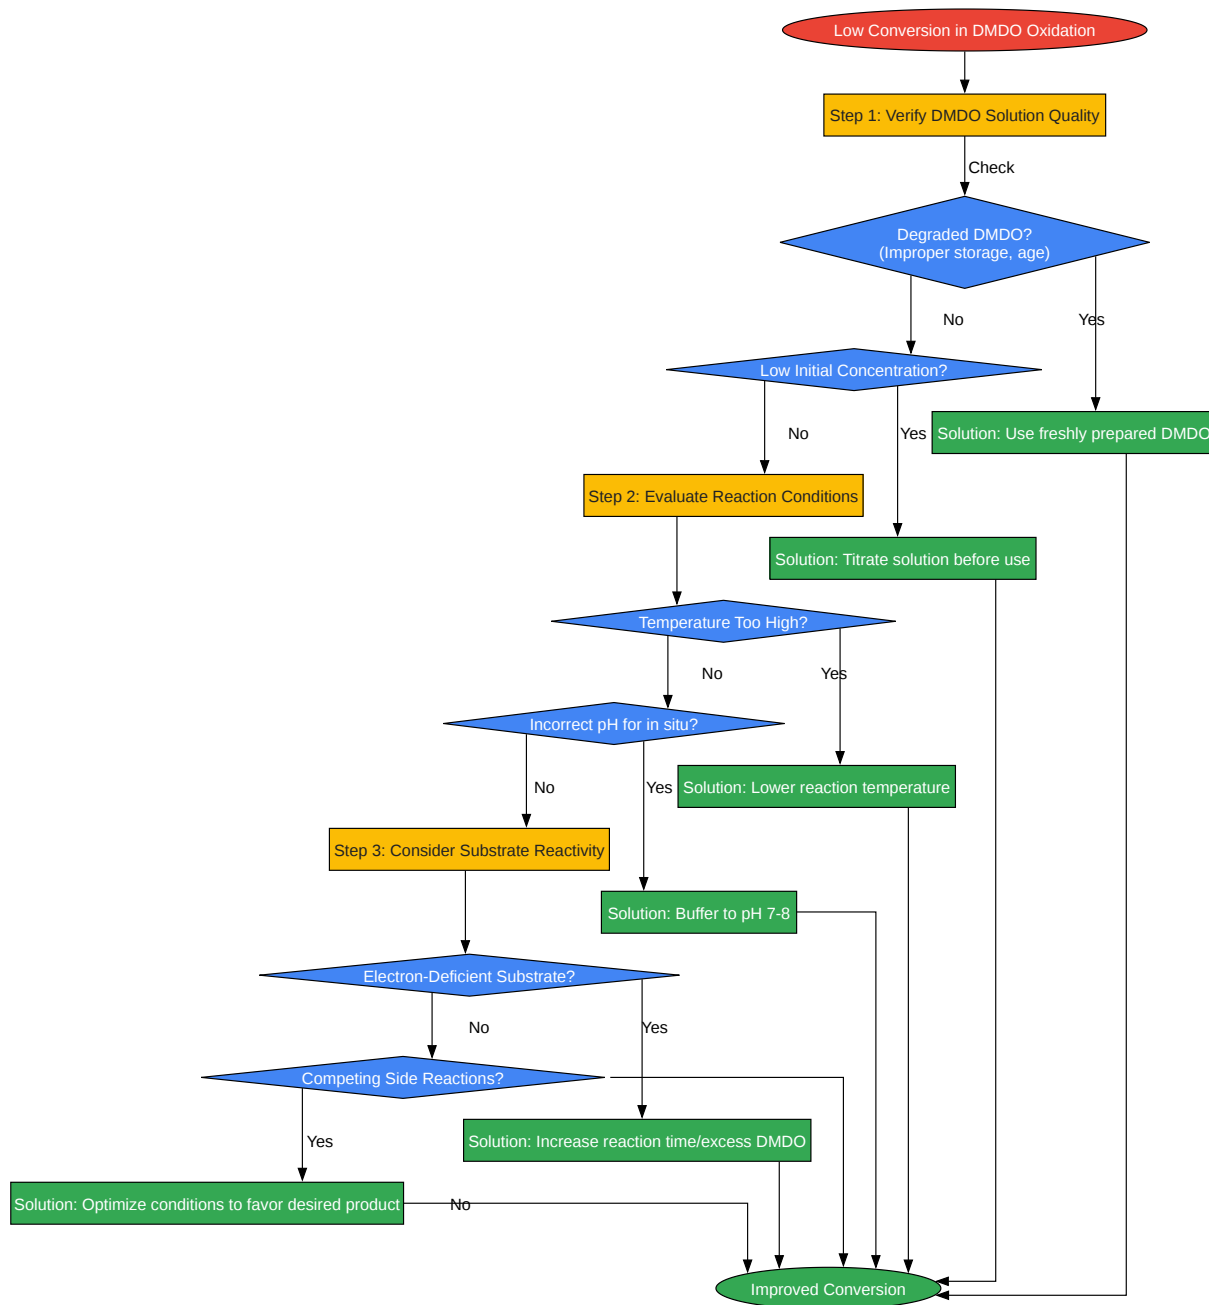 Low Conversion in DMDO Oxidation
Step 1: Verify DMDO Solution Quality
Check
Degraded DMDO?
(Improper storage, age)
No
Yes
Low Initial Concentration?
No
Yes
Solution: Use freshly prepared DMDO
Step 2: Evaluate Reaction Conditions
Solution: Titrate solution before use
Temperature Too High?
No
Yes
Incorrect pH for in situ?
No
Yes
Solution: Lower reaction temperature
Step 3: Consider Substrate Reactivity
Solution: Buffer to pH 7-8
Electron-Deficient Substrate?
No
Yes
Competing Side Reactions?
Yes
Solution: Increase reaction time/excess DMDO
Solution: Optimize conditions to favor desired product
No
Improved Conversion